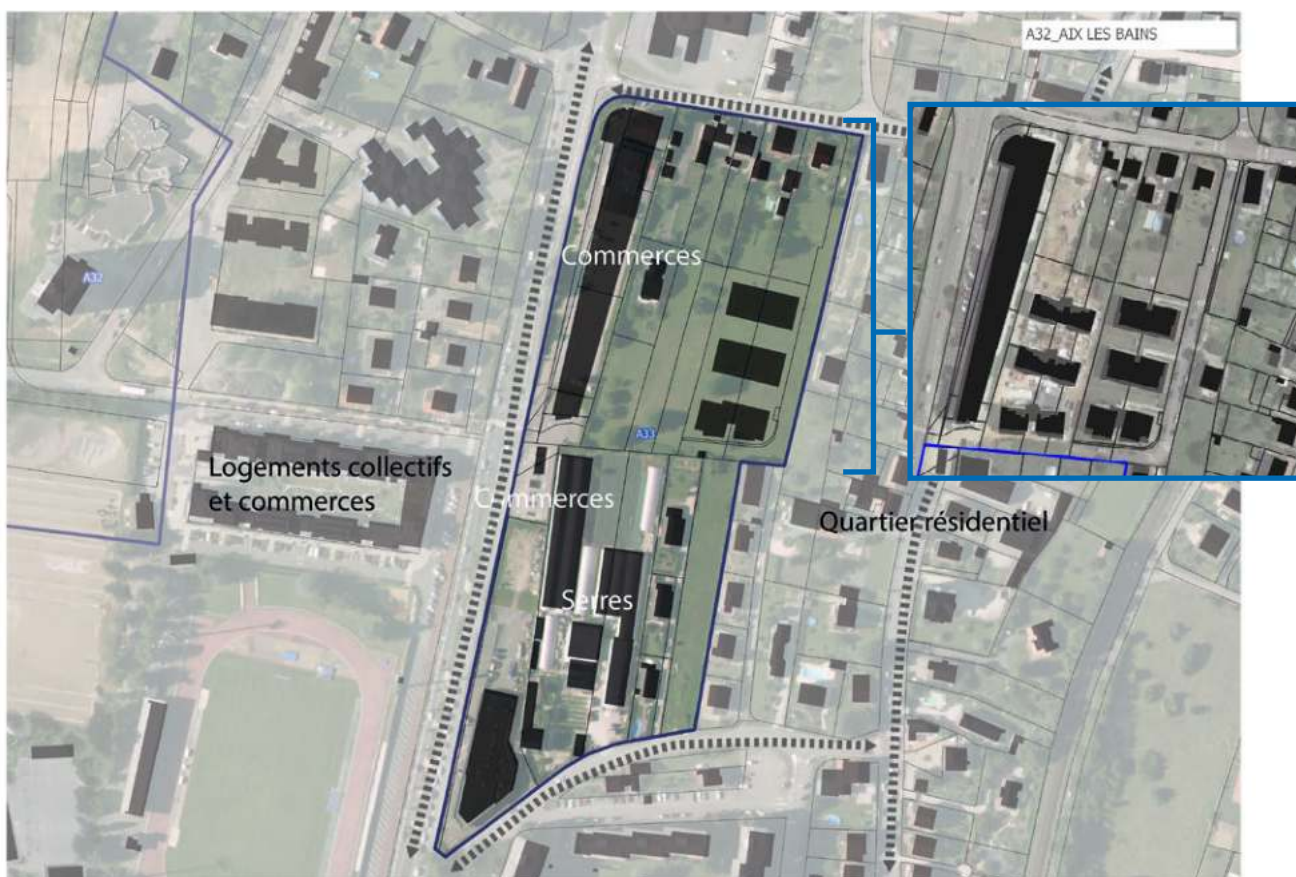 A32_AIX LES BAINS
Commerces
A32
A33
Logements collectifs
et commerces
Commerces
Quartier résidentiel
Serres